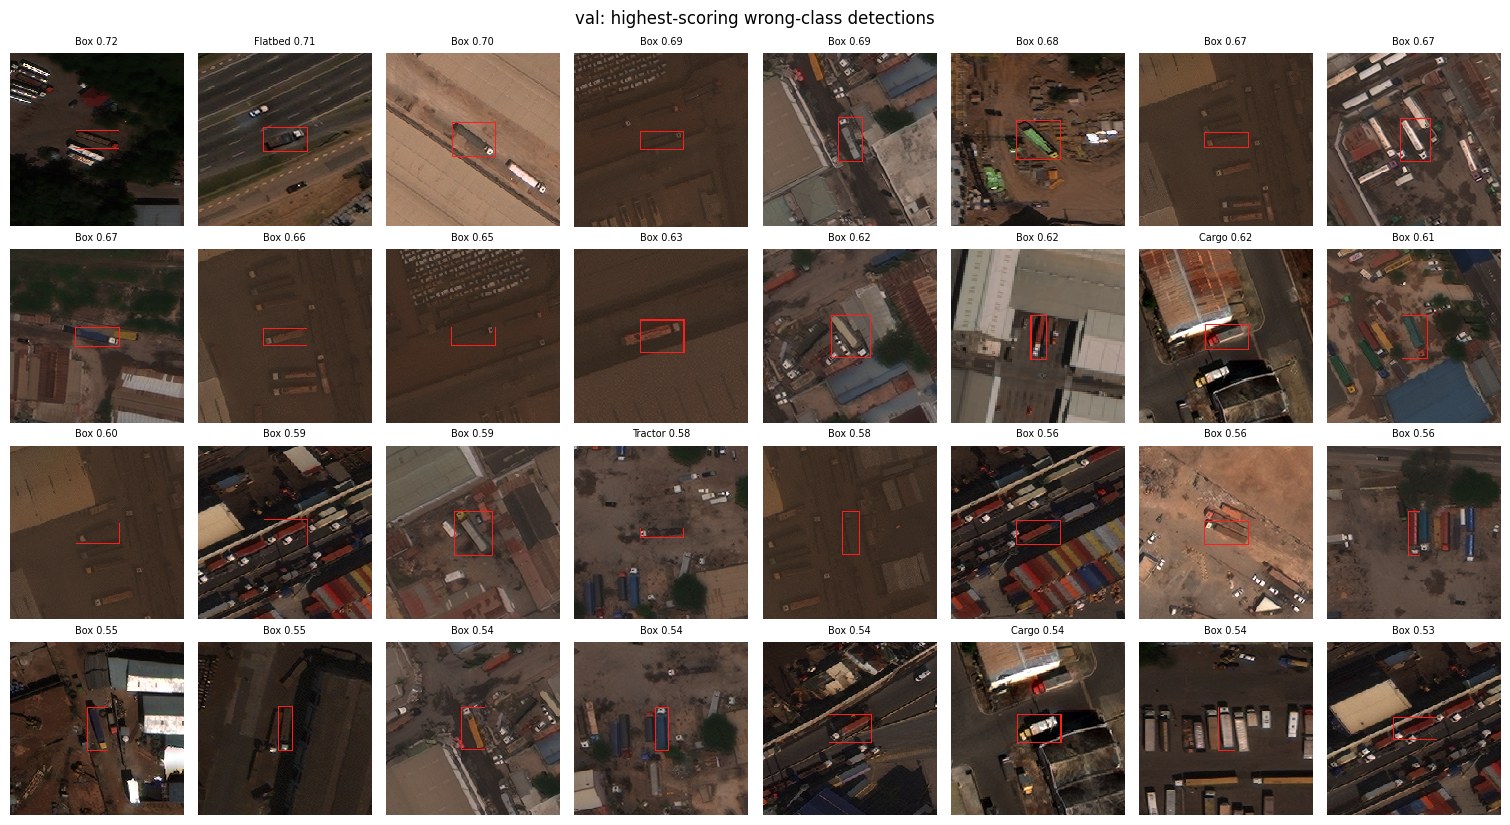 val: highest-scoring wrong-class detections
Box 0.72
Flatbed 0.71
Box 0.70
Box 0.69
Box 0.69
Box 0.68
Box 0.67
Box 0.67
Box 0.67
Box 0.66
Box 0.65
Box 0.63
Box 0.62
Box 0.62
Cargo 0.62
Box 0.61
Box 0.60
Box 0.59
Box 0.59
Tractor 0.58
Box 0.58
Box 0.56
Box 0.56
Box 0.56
Box 0.55
Box 0.55
Box 0.54
Box 0.54
Box 0.54
Cargo 0.54
Box 0.54
Box 0.53